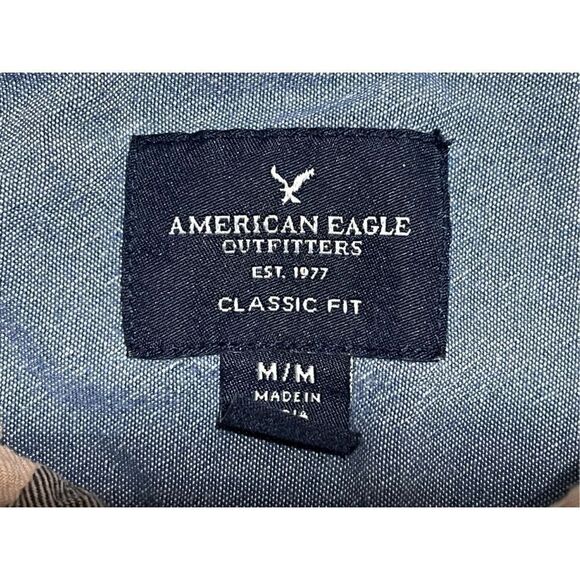 AMERICAN EAGLE
OUTFITTERS
EST. 1977
CLASSIC FIT
M/M
MADE IN